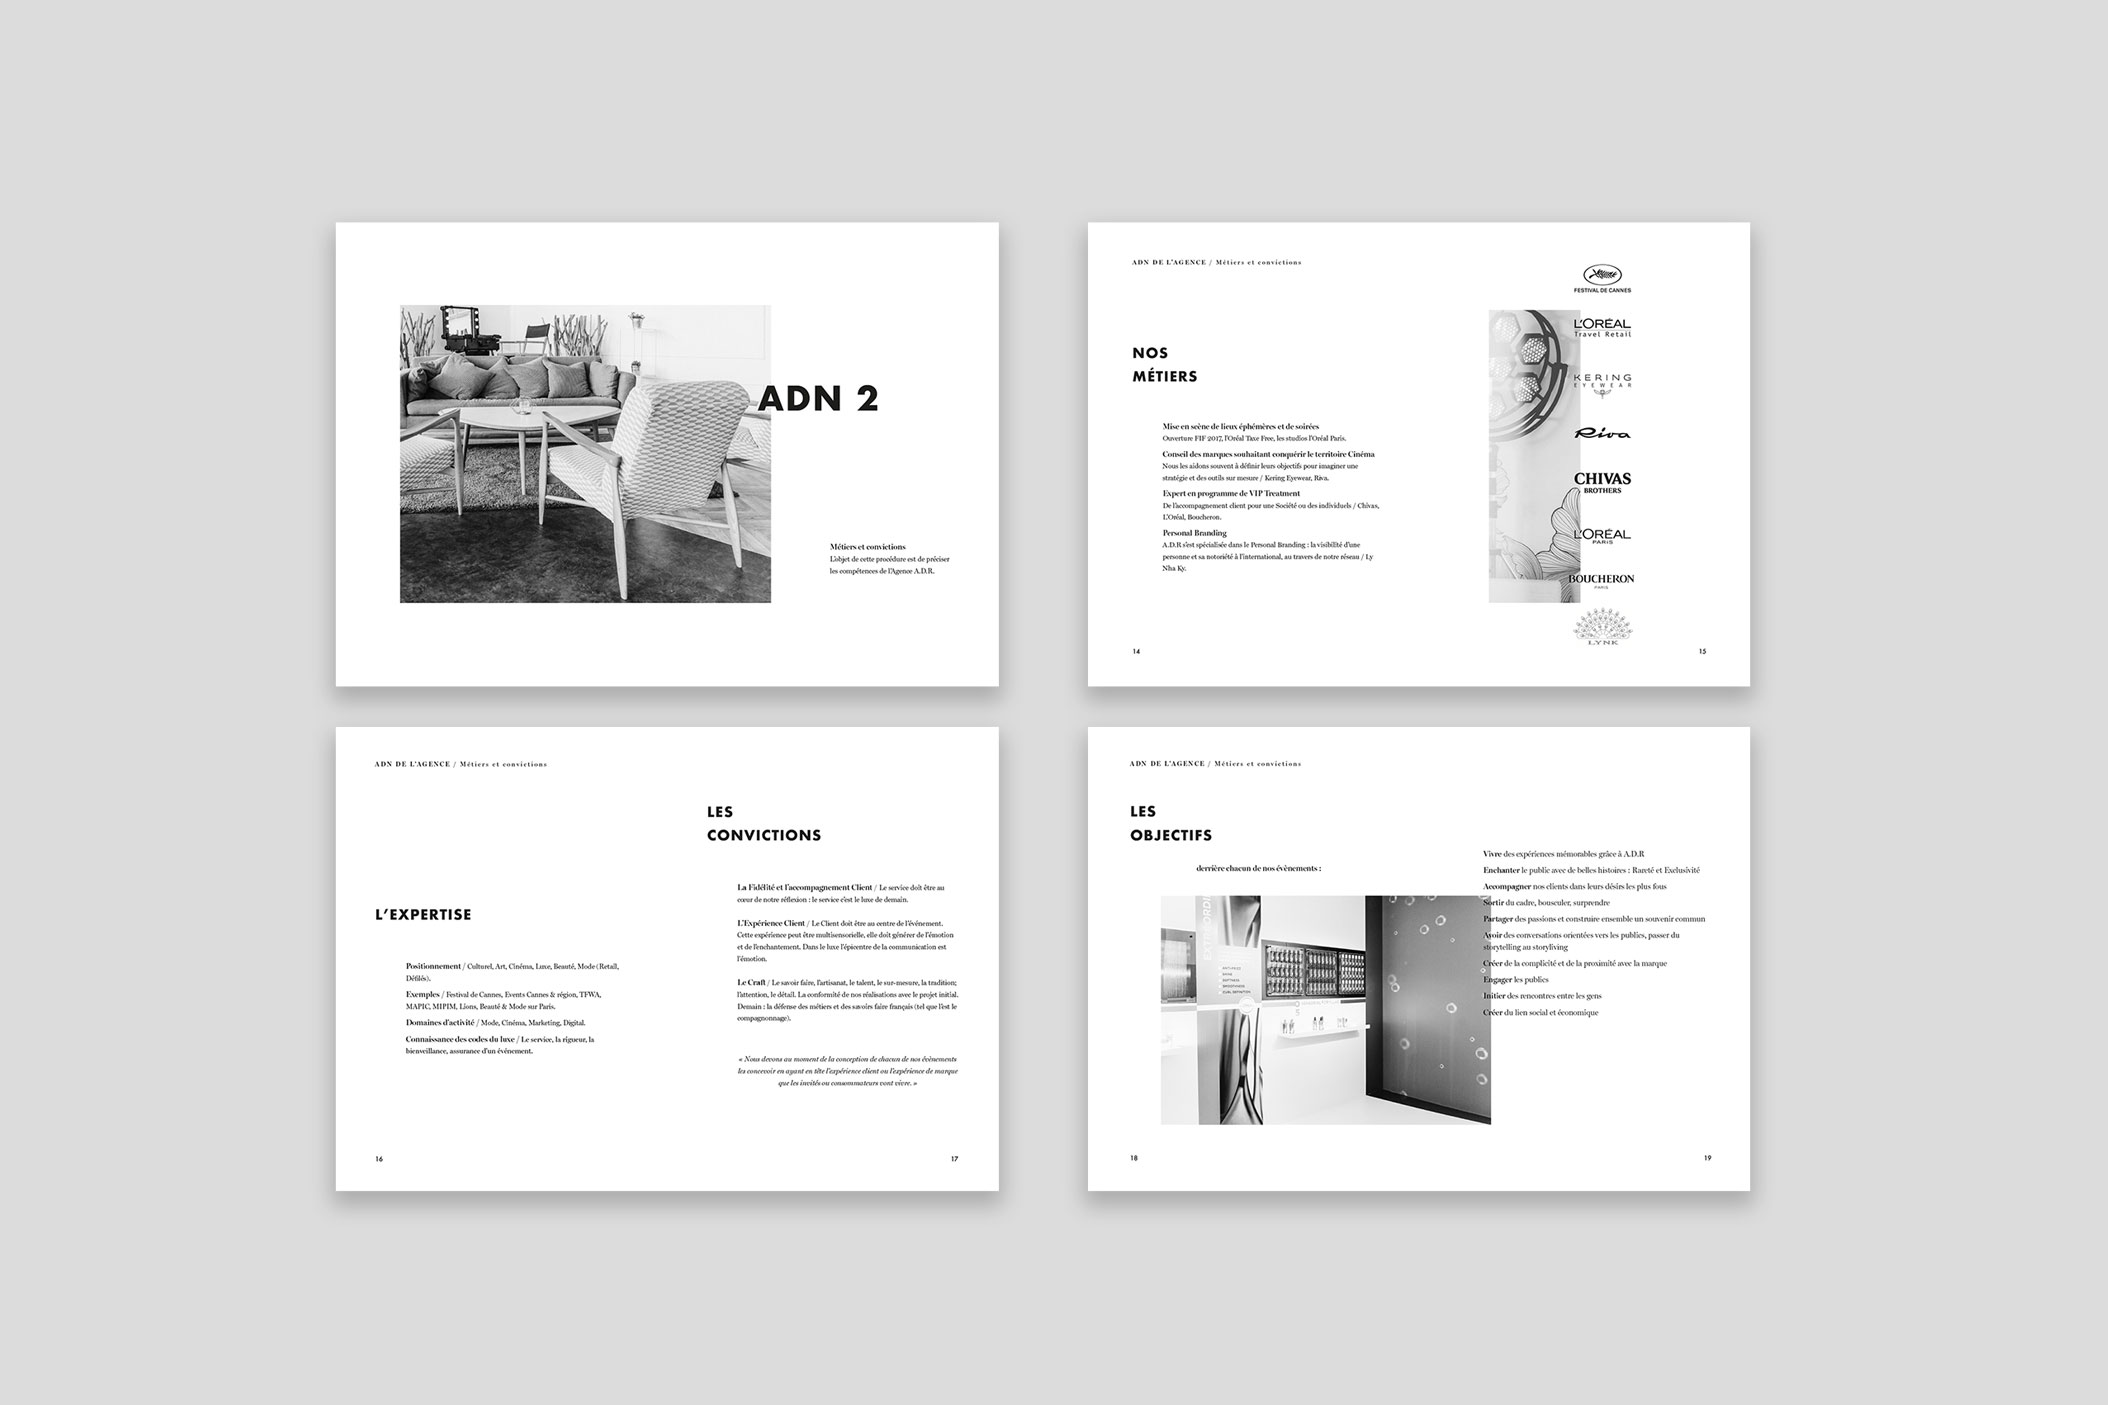 ADN 2
Métiers et convictions
L'objet de cette procédure est de préciser
les compétences de l'Agence A.D.R.
ADN DE L'AGENCE / Métiers et convictions
NOS
MÉTIERS
Mise en scène de lieux éphémères et de soirées
Ouverture FIF 2017, l'Oréal Taxe Free, les studios l'Oréal Paris.
Conseil des marques souhaitant conquérir le territoire Cinéma
Nous les aidons souvent à définir leurs objectifs pour imaginer une
stratégie et des outils sur mesure / Kering Eyewear, Riva.
Expert en programme de VIP Treatment
De l'accompagnement client pour une Société ou des individuels / Chivas,
L'Oréal, Boucheron.
Personal Branding
A.D.R s'est spécialisée dans le Personal Branding : la visibilité d'une
personne et sa notoriété à l'international, au travers de notre réseau / Ly
Nha Ky.
FESTIVAL DE CANNES
L'ORÉAL
Travel Retail
KERING
EYEWEAR
Riva
CHIVAS
BROTHERS
L'ORÉAL
PARIS
BOUCHERON
PARIS
LYNK
14
15
ADN DE L'AGENCE / Métiers et convictions
L'EXPERTISE
Positionnement / Culturel, Art, Cinéma, Luxe, Beauté, Mode (Retail,
Défilés).
Exemples / Festival de Cannes, Events Cannes & région, TFWA,
MAPIC, MIPIM, Lions, Beauté & Mode sur Paris.
Domaines d'activité / Mode, Cinéma, Marketing, Digital.
Connaissance des codes du luxe / Le service, la rigueur, la
bienveillance, assurance d'un événement.
LES
CONVICTIONS
La Fidélité et l'accompagnement Client / Le service doit être au
cœur de notre réflexion : le service c'est le luxe de demain.
L'Expérience Client / Le Client doit être au centre de l'événement.
Cette expérience peut être multisensorielle, elle doit générer de l'émotion
et de l'enchantement. Dans le luxe l'épicentre de la communication est
l'émotion.
Le Craft / Le savoir faire, l'artisanat, le talent, le sur-mesure, la tradition;
l'attention, le détail. La conformité de nos réalisations avec le projet initial.
Demain : la défense des métiers et des savoirs faire français (tel que l'est le
compagnonnage).
« Nous devons au moment de la conception de chacun de nos évènements
les concevoir en ayant en tête l'expérience client ou l'expérience de marque
que les invités ou consommateurs vont vivre. »
16
17
ADN DE L'AGENCE / Métiers et convictions
LES
OBJECTIFS
derrière chacun de nos évènements :
EXTRAORDI
ANTI-FRIZZ
SHINE
SOFTNESS
SMOOTHNESS
CURL DEFINITION
Vivre des expériences mémorables grâce à A.D.R
Enchanter le public avec de belles histoires : Rareté et Exclusivité
Accompagner nos clients dans leurs désirs les plus fous
Sortir du cadre, bousculer, surprendre
Partager des passions et construire ensemble un souvenir commun
Avoir des conversations orientées vers les publics, passer du
storytelling au storyliving
Créer de la complicité et de la proximité avec la marque
Engager les publics
Initier des rencontres entre les gens
Créer du lien social et économique
18
19